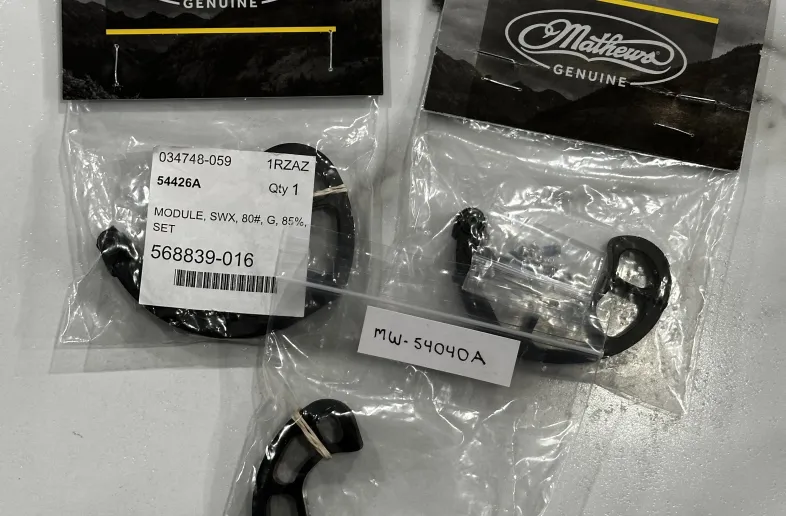 GENUINE
Mathews
GENUINE
034748-059 1RZAZ
54426A Qty 1
MODULE, SWX, 80#, G, 85%,
SET
568839-016
MW-54040A